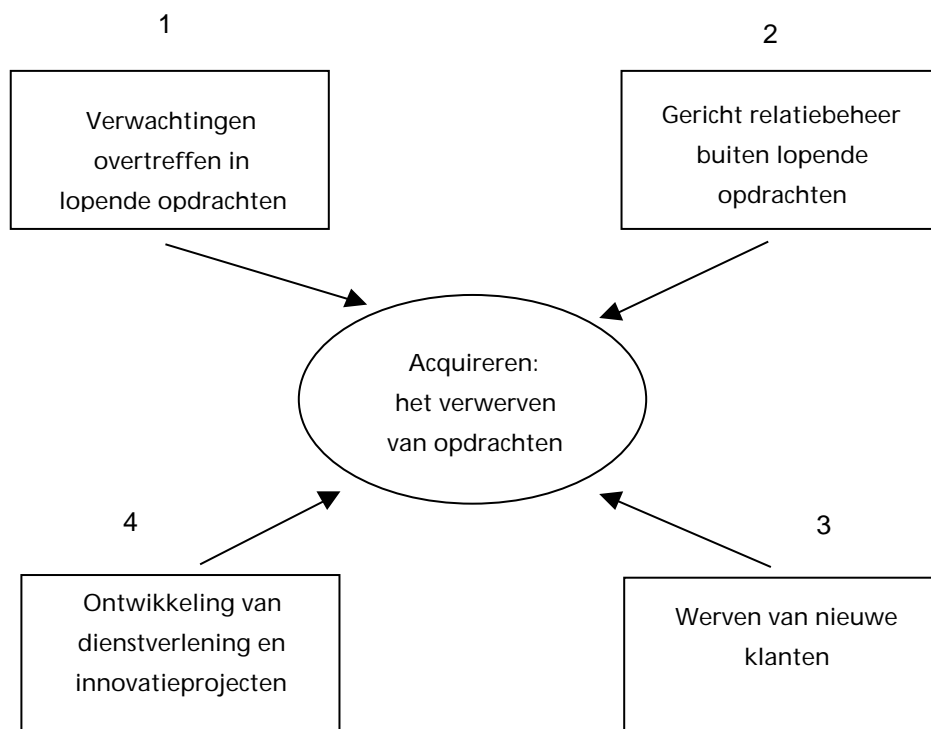 1
Verwachtingen
overtreffen in
lopende opdrachten
2
Gericht relatiebeheer
buiten lopende
opdrachten
Acquireren:
het verwerven
van opdrachten
4
Ontwikkeling van
dienstverlening en
innovatieprojecten
3
Werven van nieuwe
klanten